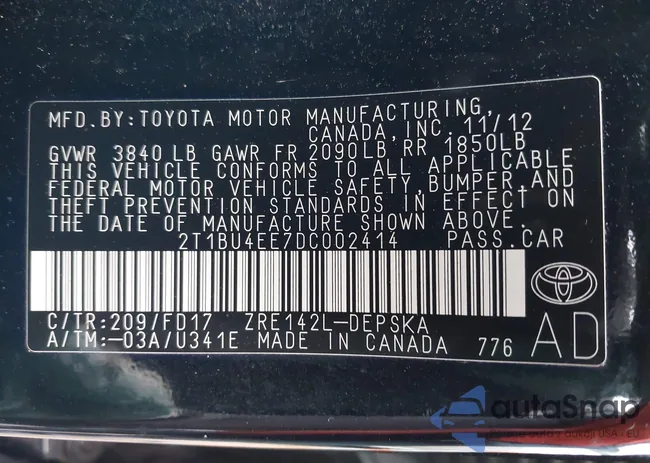 MFD.BY:TOYOTA MOTOR MANUFACTURING,
CANADA, INC. 11/12
GVWR 3840 LB GAWR FR 2090LB, RR 1850LB
THIS VEHICLE CONFORMS TO ALL APPLICABLE
FEDERAL MOTOR VEHICLE SAFETY, BUMPER, AND
THEFT PREVENTION STANDARDS IN EFFECT ON
THE DATE OF MANUFACTURE SHOWN ABOVE.
2T1BU4EE7DC002414 PASS.CAR
C/TR:209/FD17 ZRE142L-DEPSKA
A/TM:-03A/U341E MADE IN CANADA 776
AD
autaSnap